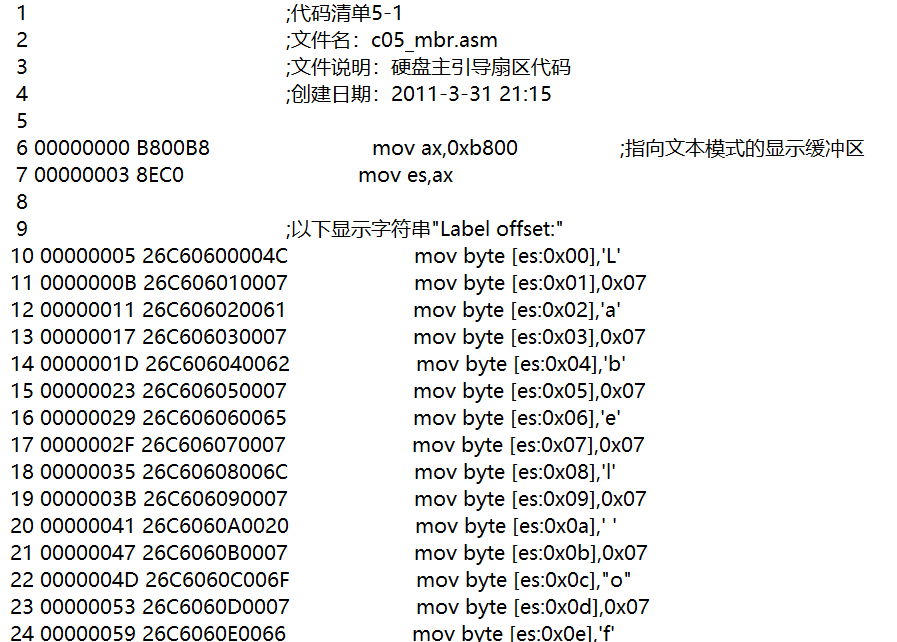 1 ;代码清单5-1
2 ;文件名：c05_mbr.asm
3 ;文件说明：硬盘主引导扇区代码
4 ;创建日期：2011-3-31 21:15
5
6 00000000 B800B8 mov ax,0xb800 ;指向文本模式的显示缓冲区
7 00000003 8EC0 mov es,ax
8
9 ;以下显示字符串"Label offset:"
10 00000005 26C60600004C mov byte [es:0x00],'L'
11 0000000B 26C606010007 mov byte [es:0x01],0x07
12 00000011 26C606020061 mov byte [es:0x02],'a'
13 00000017 26C606030007 mov byte [es:0x03],0x07
14 0000001D 26C606040062 mov byte [es:0x04],'b'
15 00000023 26C606050007 mov byte [es:0x05],0x07
16 00000029 26C606060065 mov byte [es:0x06],'e'
17 0000002F 26C606070007 mov byte [es:0x07],0x07
18 00000035 26C60608006C mov byte [es:0x08],'l'
19 0000003B 26C606090007 mov byte [es:0x09],0x07
20 00000041 26C6060A0020 mov byte [es:0x0a],' '
21 00000047 26C6060B0007 mov byte [es:0x0b],0x07
22 0000004D 26C6060C006F mov byte [es:0x0c],"o"
23 00000053 26C6060D0007 mov byte [es:0x0d],0x07
24 00000059 26C6060E0066 mov byte [es:0x0e],'f'